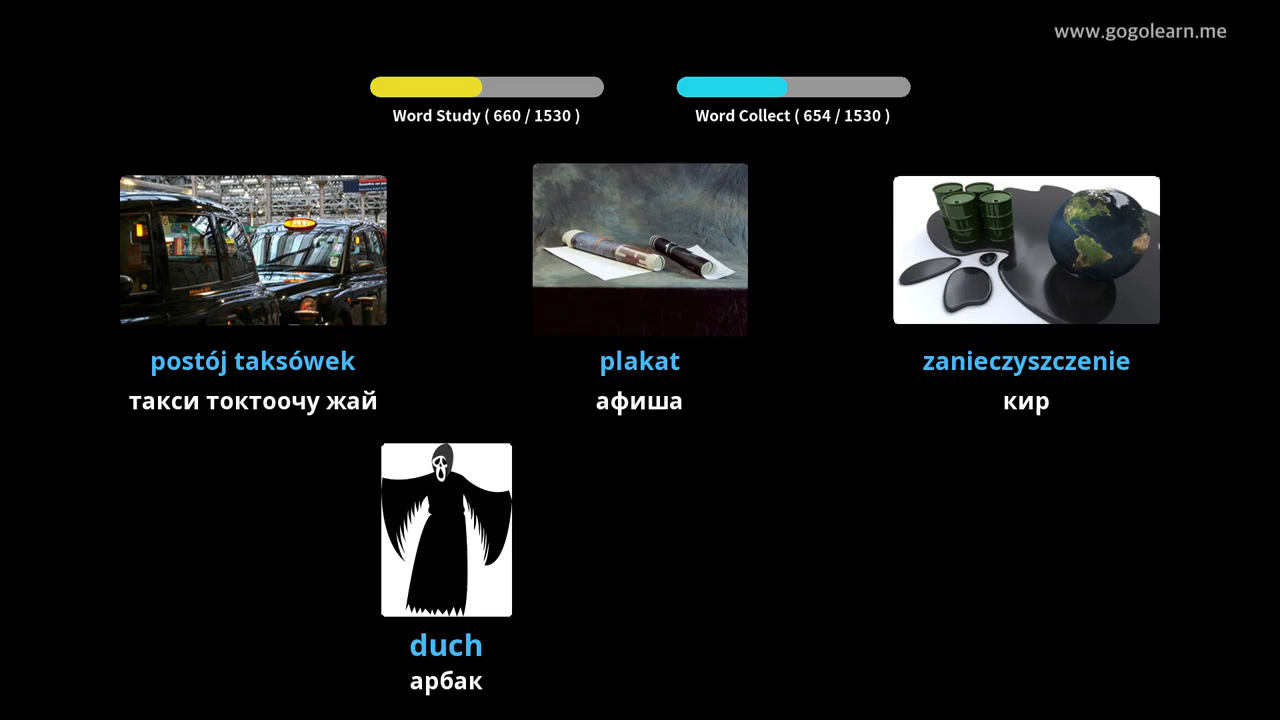 www.gogolearn.me
Word Study ( 660 / 1530 )
Word Collect ( 654 / 1530 )
TAXI
postój taksówek
plakat
zanieczyszczenie
такси токтоочу жай
афиша
кир
duch
арбак